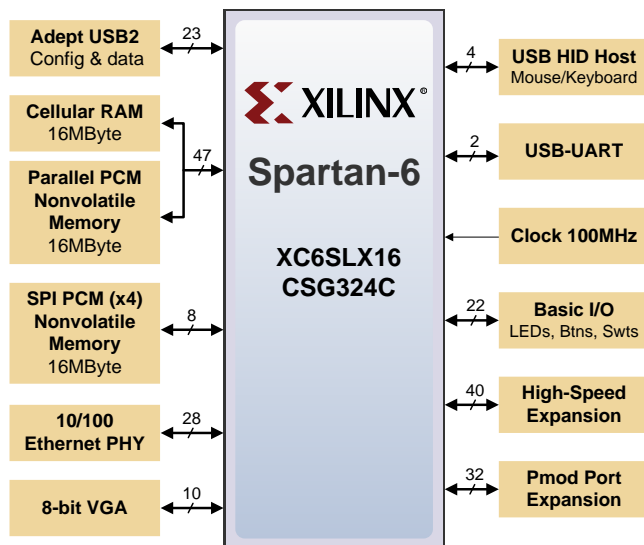 Adept USB2
Config & data
23
Cellular RAM
16MByte
47
Parallel PCM
Nonvolatile
Memory
16MByte
SPI PCM (x4)
Nonvolatile
Memory
16MByte
8
10/100
Ethernet PHY
28
8-bit VGA
10
XILINX®
Spartan-6
XC6SLX16
CSG324C
4
USB HID Host
Mouse/Keyboard
2
USB-UART
Clock 100MHz
22
Basic I/O
LEDs, Btns, Swts
40
High-Speed
Expansion
32
Pmod Port
Expansion